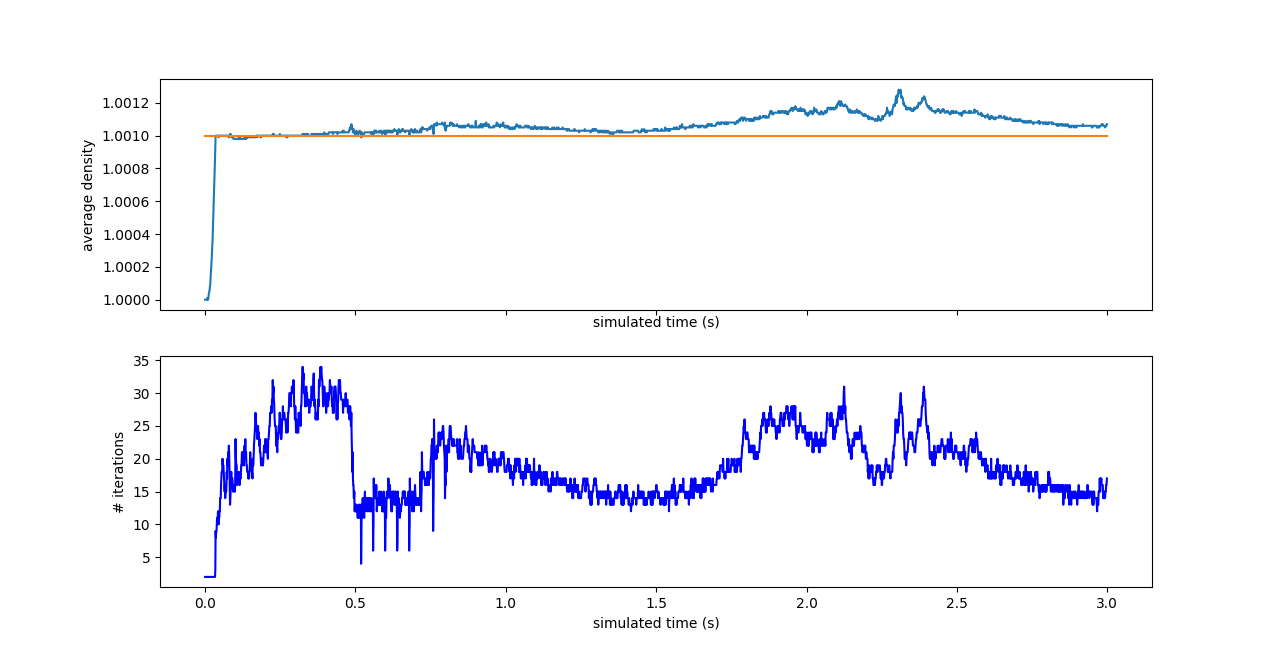 average density
1.0012
1.0010
1.0008
1.0006
1.0004
1.0002
1.0000
simulated time (s)
# iterations
35
30
25
20
15
10
5
0.0 0.5 1.0 1.5 2.0 2.5 3.0
simulated time (s)